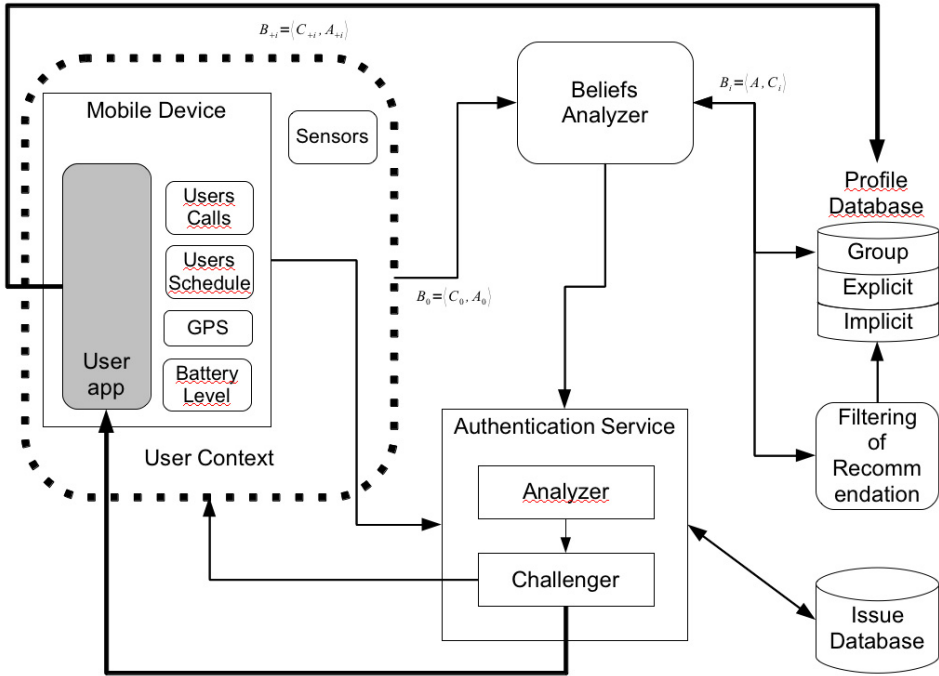 B+i=⟨C+i, A+i⟩
Mobile Device
Sensors
User
app
Users
Calls
Users
Schedule
GPS
Battery
Level
User Context
B0=⟨C0, A0⟩
Beliefs
Analyzer
Bi=⟨A, Ci⟩
Profile
Database
Group
Explicit
Implicit
Filtering
of
Recomm
endation
Authentication Service
Analyzer
Challenger
Issue
Database